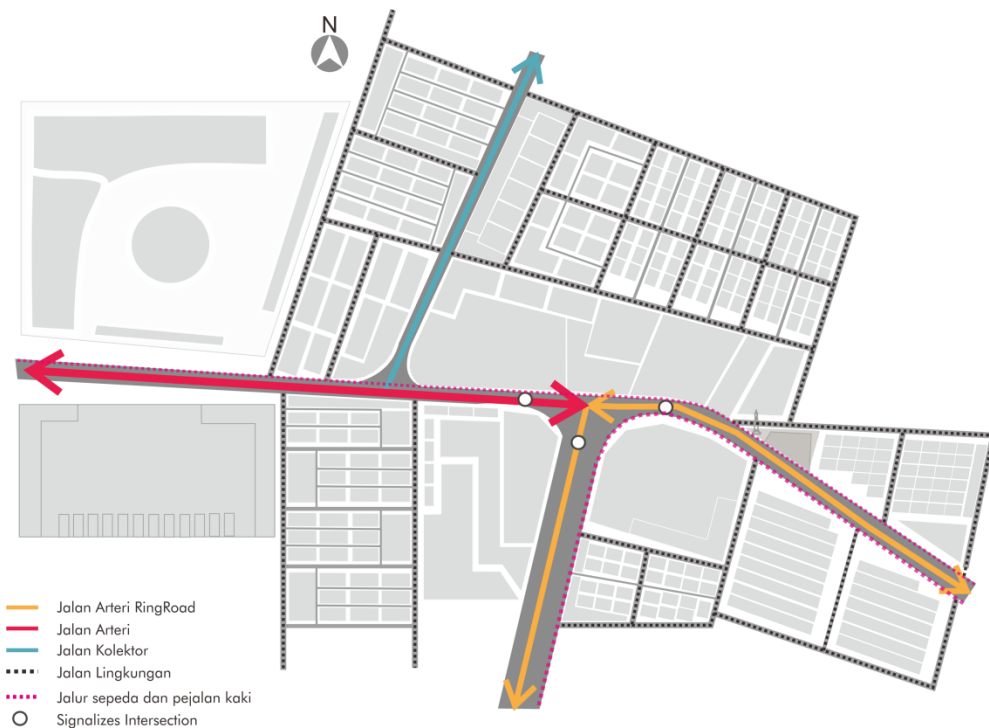 N
Jalan Arteri RingRoad
Jalan Arteri
Jalan Kolektor
Jalan Lingkungan
Jalur sepeda dan pejalan kaki
Signalizes Intersection